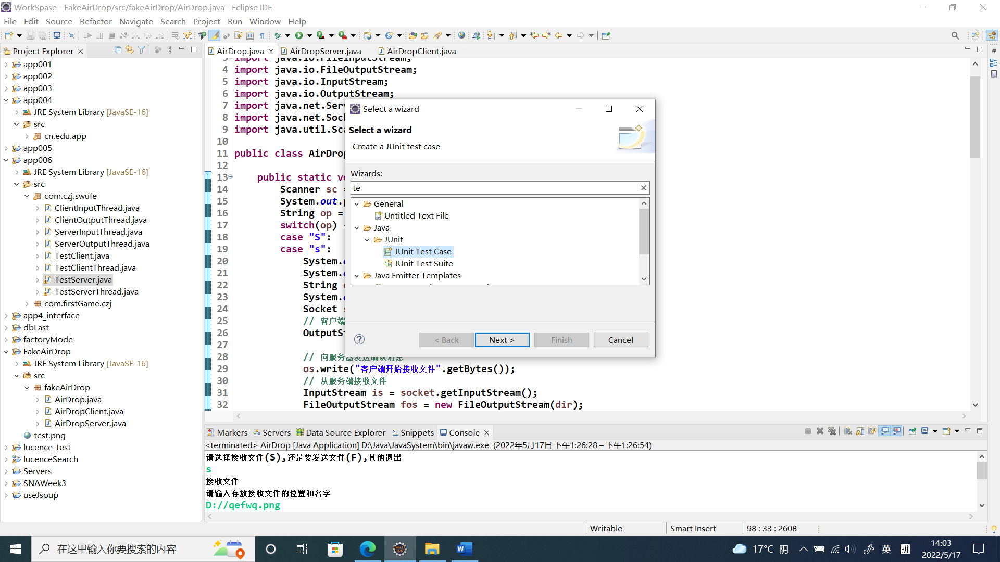 WorkSpase - FakeAirDrop/src/fakeAirDrop/AirDrop.java - Eclipse IDE
File Edit Source Refactor Navigate Search Project Run Window Help
Project Explorer
app001
app002
app003
app004
JRE System Library [JavaSE-16]
src
cn.edu.app
app005
app006
JRE System Library [JavaSE-16]
src
com.czj.swufe
ClientInputThread.java
ClientOutputThread.java
ServerInputThread.java
ServerOutputThread.java
TestClient.java
TestClientThread.java
TestServer.java
TestServerThread.java
com.firstGame.czj
app4_interface
dbLast
factoryMode
FakeAirDrop
JRE System Library [JavaSE-16]
src
fakeAirDrop
AirDrop.java
AirDropClient.java
AirDropServer.java
test.png
lucence_test
lucenceSearch
Servers
SNAWeek3
useJsoup
AirDrop.java AirDropServer.java AirDropClient.java
3 import java.io.FileInputStream;
4 import java.io.FileOutputStream;
5 import java.io.InputStream;
6 import java.io.OutputStream;
7 import java.net.Ser
8 import java.net.Soc
9 import java.util.Sca
10
11 public class AirDrop
12
13 public static vo
14 Scanner sc =
15 System.out.p
16 String op =
17 switch(op)
18 case "S":
19 case "s":
20 System.
21 System.
22 String
23 System.
24 Socket
25 // 客户端
26 OutputSt
27
28 // 向服务器发送确认消息
29 os.write("客户端开始接收文件".getBytes());
30 // 从服务端接收文件
31 InputStream is = socket.getInputStream();
32 FileOutputStream fos = new FileOutputStream(dir);
Select a wizard
Select a wizard
Create a JUnit test case
Wizards:
te
General
Untitled Text File
Java
JUnit
JUnit Test Case
JUnit Test Suite
Java Emitter Templates
< Back Next > Finish Cancel
Markers Servers Data Source Explorer Snippets Console
<terminated> AirDrop [Java Application] D:\Java\JavaSystem\bin\javaw.exe (2022年5月17日 下午1:26:28 – 下午1:26:54)
请选择接收文件(S),还是要发送文件(F),其他退出
s
接收文件
请输入存放接收文件的位置和名字
D://qefwq.png
Writable Smart Insert 98 : 33 : 2608
在这里输入你要搜索的内容
17°C 阴
英
拼
14:03
2022/5/17